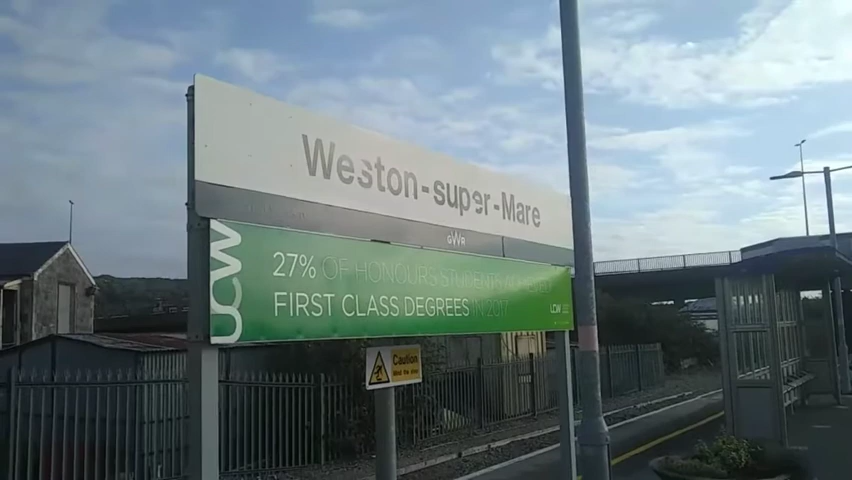 Weston-super-Mare
GWR
UCW
27% OF HONOURS STUDENTS ACHIEVED
FIRST CLASS DEGREES IN 2017
UCW
Caution